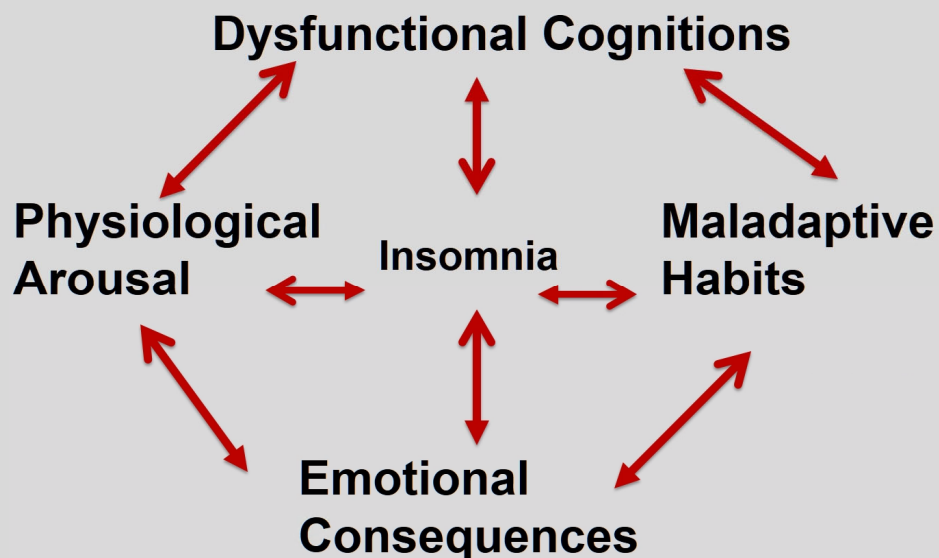 Dysfunctional Cognitions
Physiological
Arousal
Insomnia
Maladaptive
Habits
Emotional
Consequences